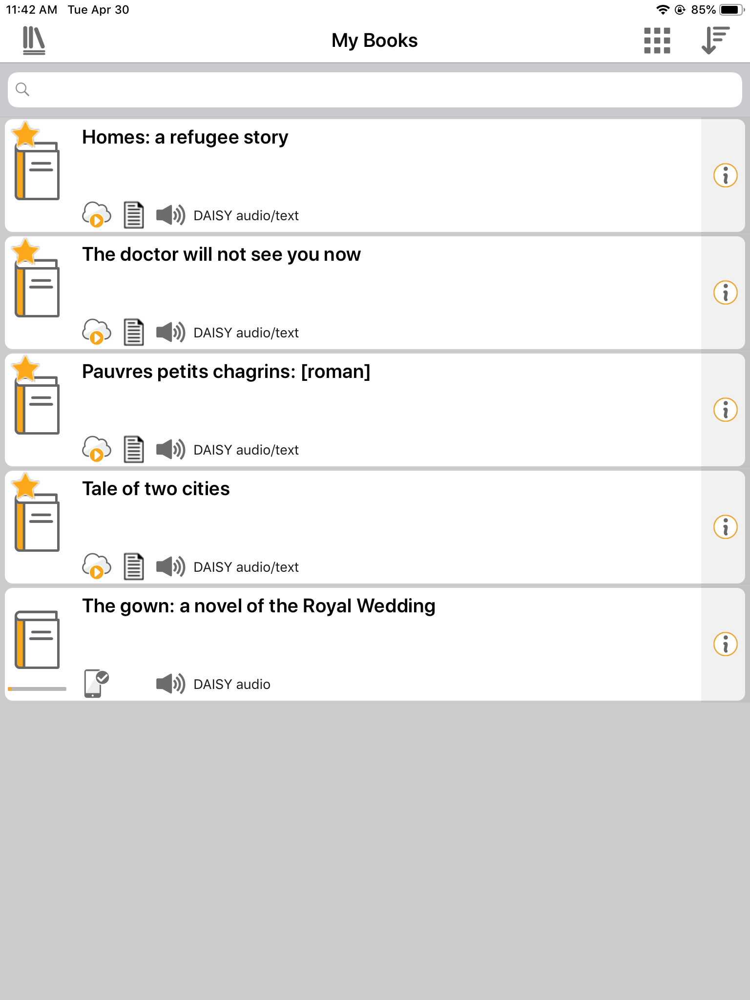 11:42 AM Tue Apr 30 85%
My Books
Homes: a refugee story
DAISY audio/text
The doctor will not see you now
DAISY audio/text
Pauvres petits chagrins: [roman]
DAISY audio/text
Tale of two cities
DAISY audio/text
The gown: a novel of the Royal Wedding
DAISY audio